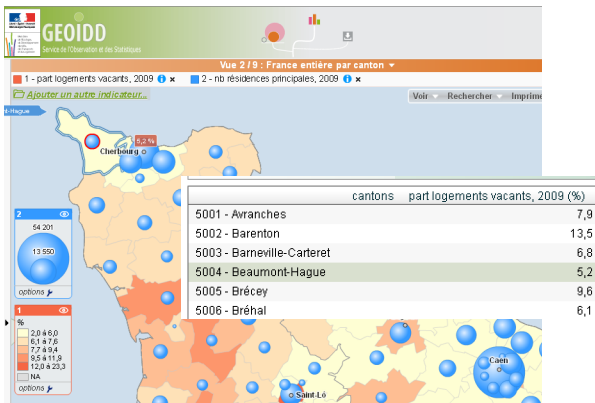 GEOIDD
Service de l'Observation et des Statistiques
Vue 2 / 9 : France entière par canton
1 - part logements vacants, 2009 i × 2 - nb résidences principales, 2009 i ×
Ajouter un autre indicateur...
Voir Rechercher Imprime
nt-Hague
5,2 %
Cherbourg
cantons part logements vacants, 2009 (%)
5001 - Avranches 7,9
5002 - Barenton 13,5
5003 - Barneville-Carteret 6,8
5004 - Beaumont-Hague 5,2
5005 - Brécey 9,6
5006 - Bréhal 6,1
2
54 201
13 550
options
1
%
2,0 à 6,0
6,1 à 7,6
7,7 à 9,4
9,5 à 11,9
12,0 à 23,3
NA
options
Caen
Saint-Lô